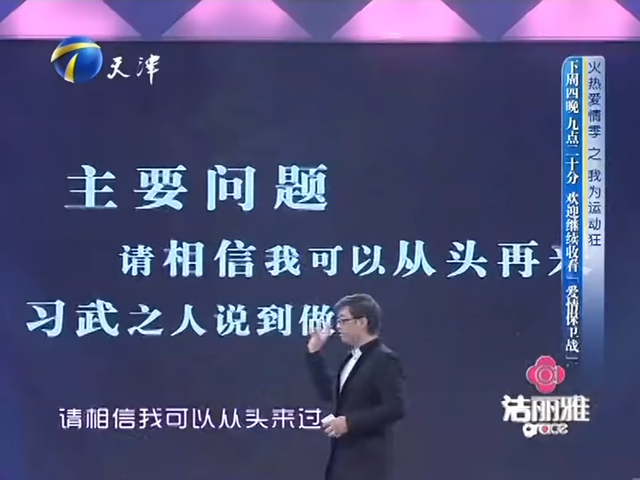 天津
主要问题
请相信我可以从头再来
习武之人说到做
请相信我可以从头来过
火热爱情季 之 我为运动狂
下周四晚 九点二十分 欢迎继续收看「爱情保卫战」
洁丽雅
grace